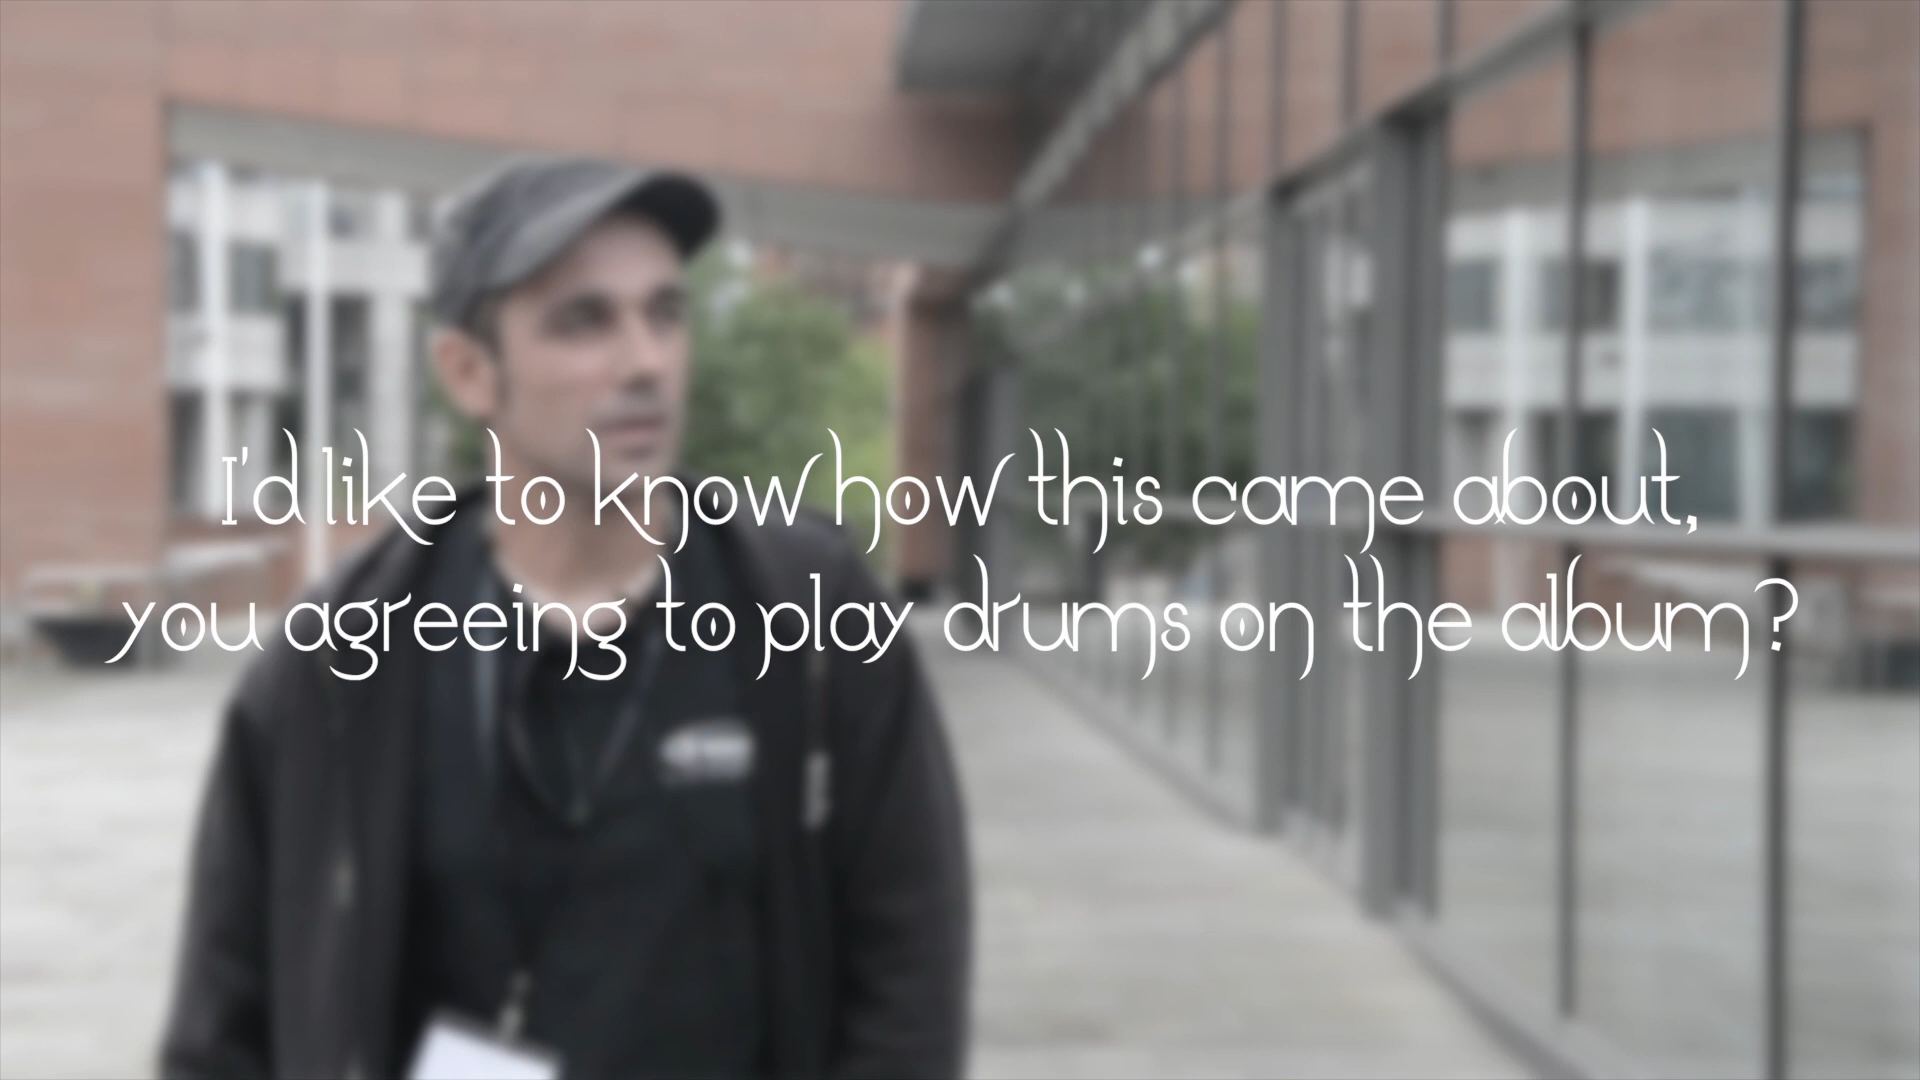 I'd like to know how this came about,
you agreeing to play drums on the album?